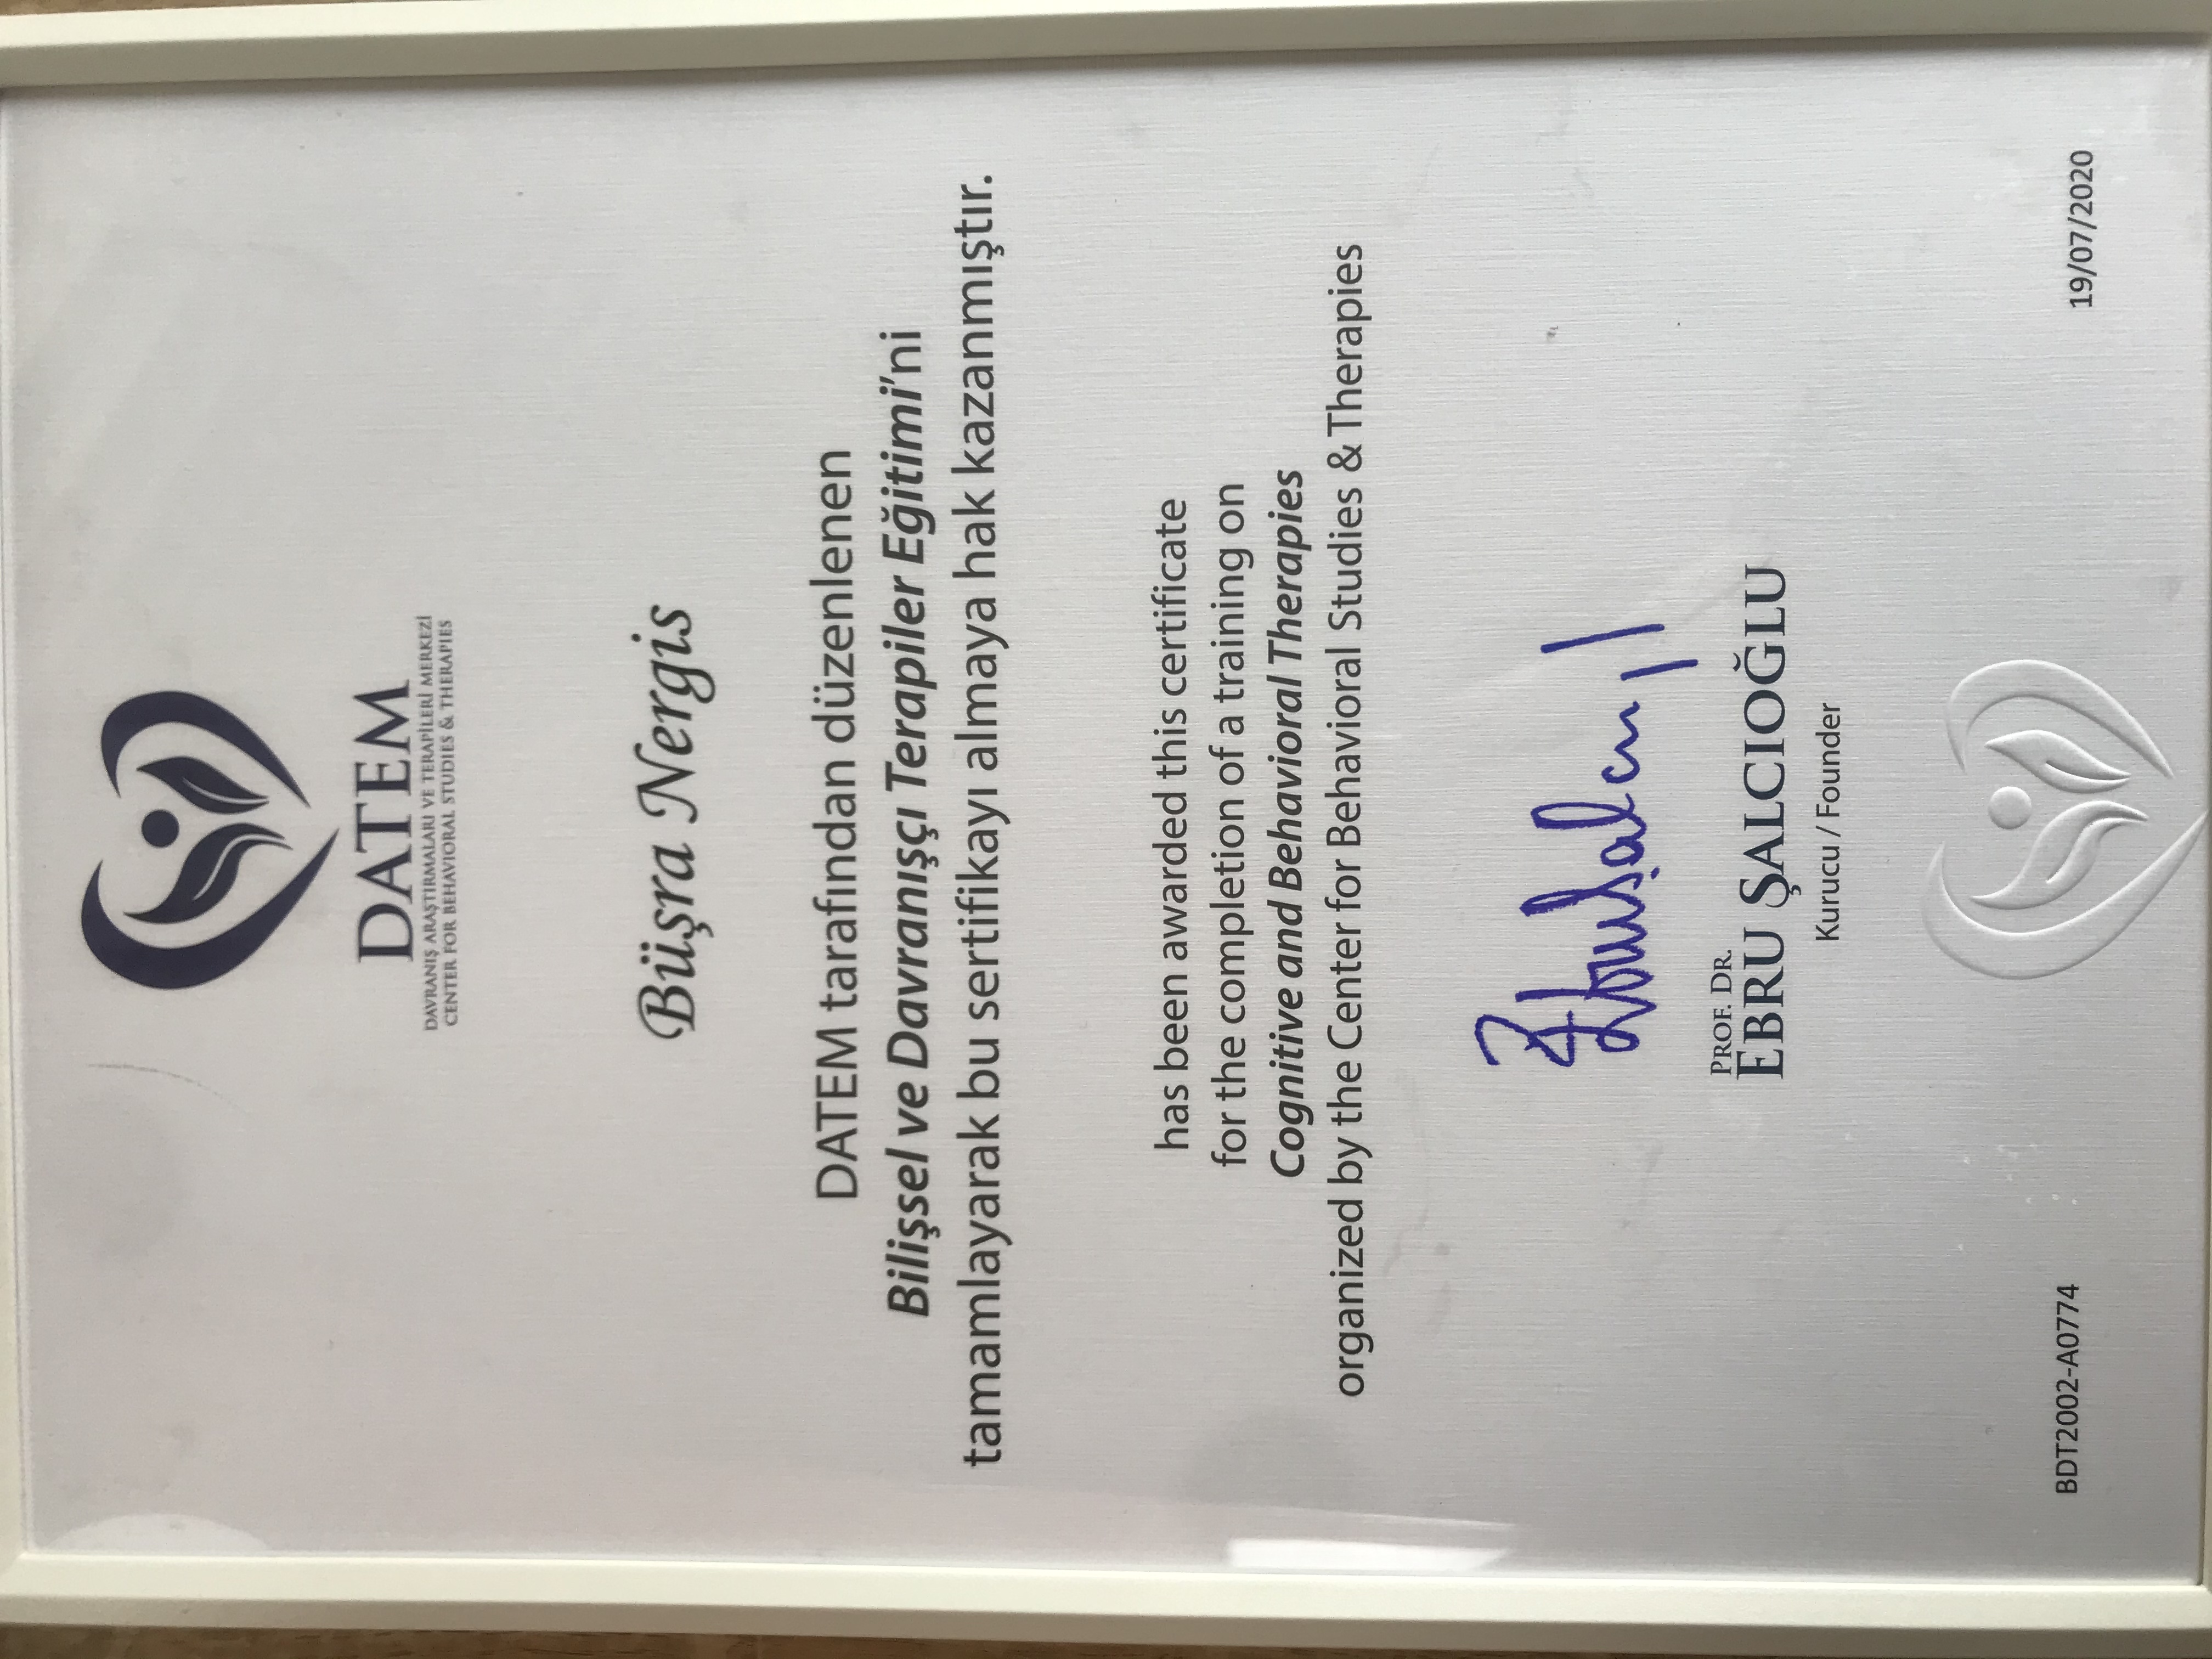 DATEM
DAVRANIŞ ARAŞTIRMALARI VE TERAPİLERİ MERKEZİ
CENTER FOR BEHAVIORAL STUDIES & THERAPIES
Büşra Nergis
DATEM tarafından düzenlenen
Bilişsel ve Davranışçı Terapiler Eğitimi'ni
tamamlayarak bu sertifikayı almaya hak kazanmıştır.
has been awarded this certificate
for the completion of a training on
Cognitive and Behavioral Therapies
organized by the Center for Behavioral Studies & Therapies
PROF. DR.
EBRU ŞALCIOĞLU
Kurucu / Founder
BDT2002-A0774
19/07/2020